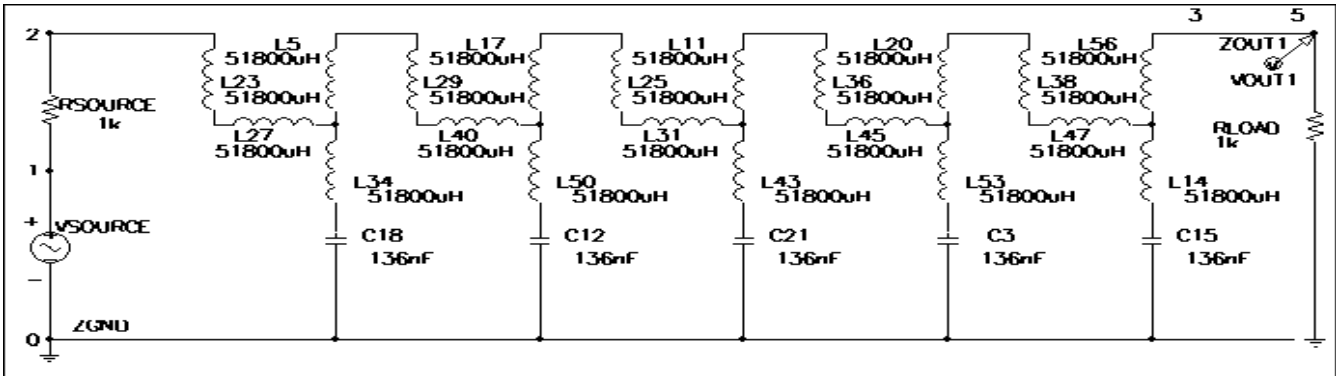 2
3
5
L5
51800uH
L17
51800uH
L11
51800uH
L20
51800uH
L56
51800uH
ZOUT1
VOUT1
L23
51800uH
L29
51800uH
L25
51800uH
L36
51800uH
L38
51800uH
RSOURCE
1k
L27
51800uH
L40
51800uH
L31
51800uH
L45
51800uH
L47
51800uH
RLOAD
1k
1
L34
51800uH
L50
51800uH
L43
51800uH
L53
51800uH
L14
51800uH
+
VSOURCE
−
C18
136nF
C12
136nF
C21
136nF
C3
136nF
C15
136nF
ZGND
0